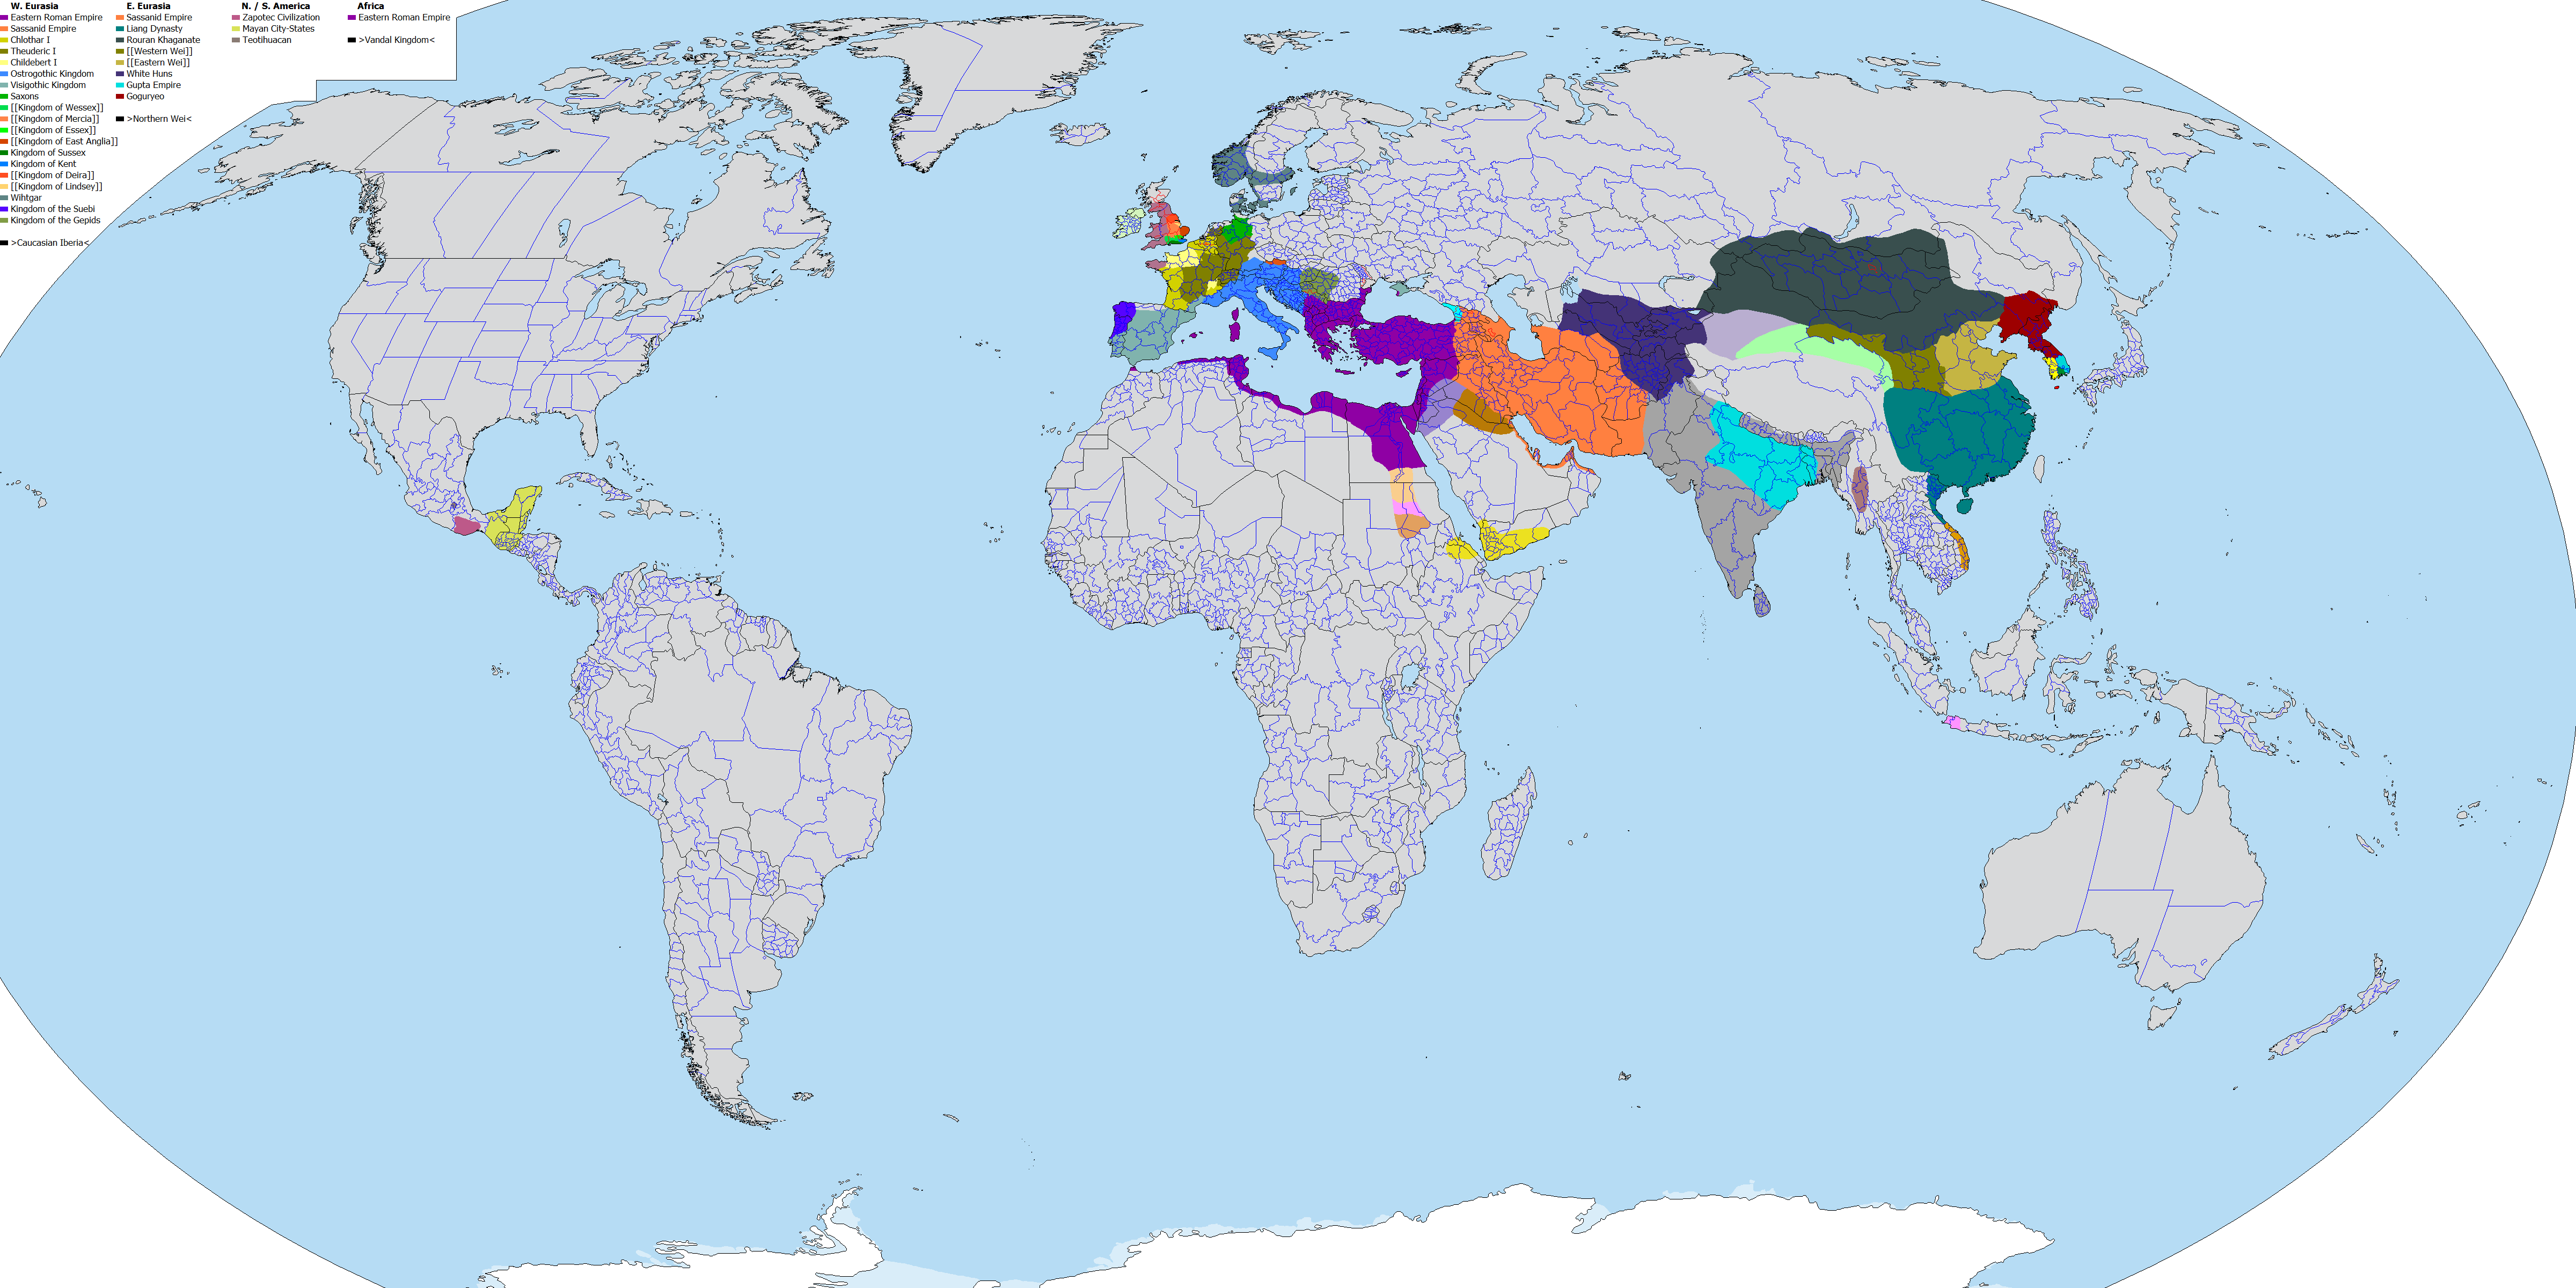 W. Eurasia
Eastern Roman Empire
Sassanid Empire
Chlothar I
Theuderic I
Childebert I
Ostrogothic Kingdom
Visigothic Kingdom
Saxons
[[Kingdom of Wessex]]
[[Kingdom of Mercia]]
[[Kingdom of Essex]]
[[Kingdom of East Anglia]]
Kingdom of Sussex
Kingdom of Kent
[[Kingdom of Deira]]
[[Kingdom of Lindsey]]
Wihtgar
Kingdom of the Suebi
Kingdom of the Gepids
>Caucasian Iberia<
E. Eurasia
Sassanid Empire
Liang Dynasty
Rouran Khaganate
[[Western Wei]]
[[Eastern Wei]]
White Huns
Gupta Empire
Goguryeo
>Northern Wei<
N. / S. America
Zapotec Civilization
Mayan City-States
Teotihuacan
Africa
Eastern Roman Empire
>Vandal Kingdom<